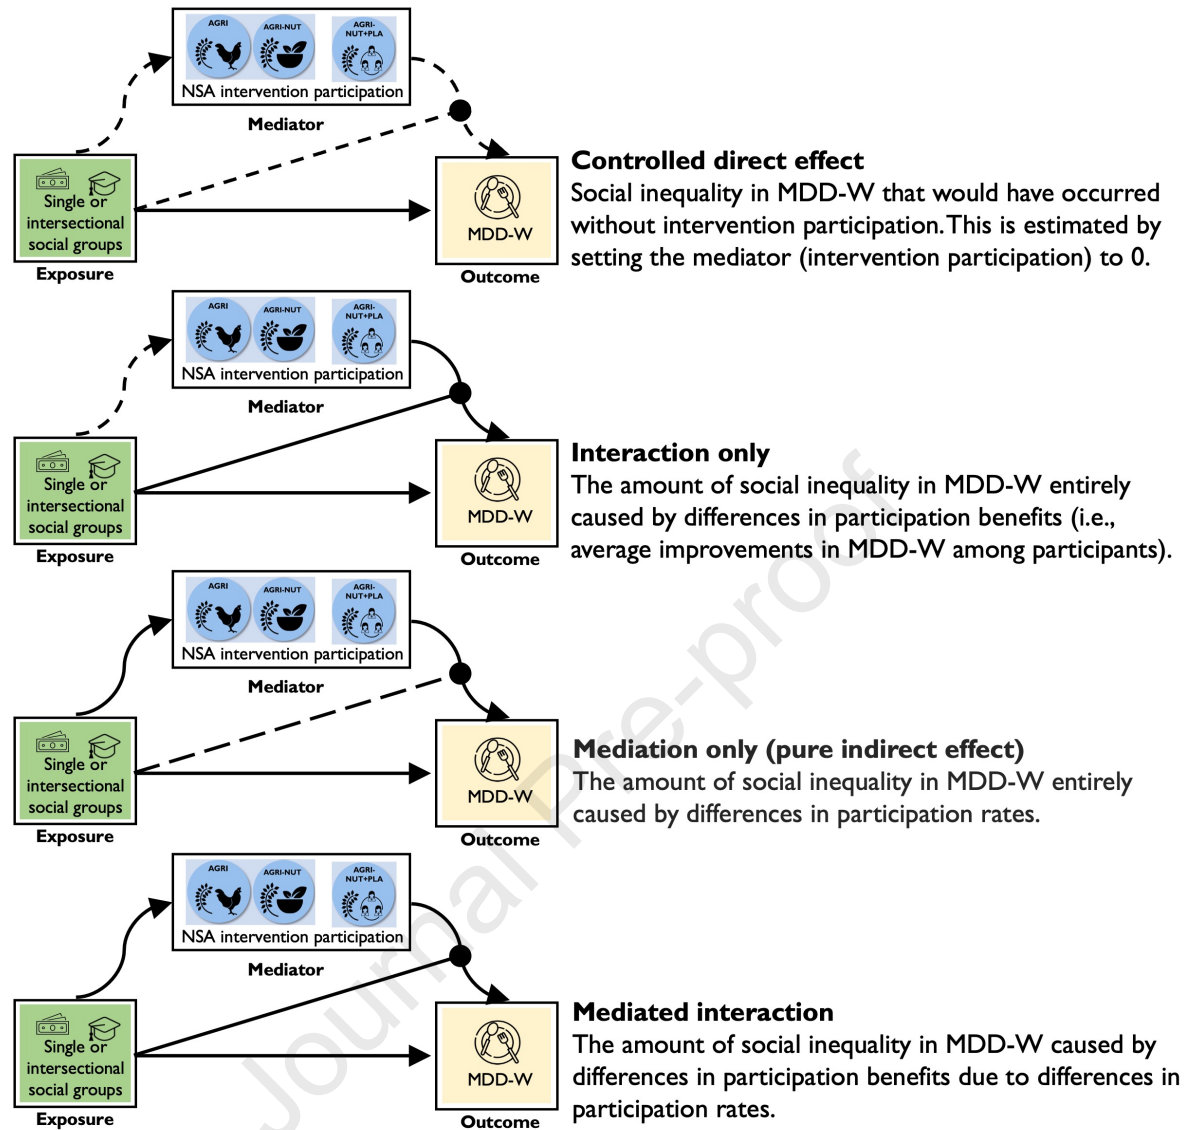 AGRI
AGRI-NUT
AGRI-
NUT+PLA
NSA intervention participation
Mediator
Single or
intersectional
social groups
Exposure
MDD-W
Outcome
Controlled direct effect
Social inequality in MDD-W that would have occurred
without intervention participation. This is estimated by
setting the mediator (intervention participation) to 0.
AGRI
AGRI-NUT
AGRI-
NUT+PLA
NSA intervention participation
Mediator
Single or
intersectional
social groups
Exposure
MDD-W
Outcome
Interaction only
The amount of social inequality in MDD-W entirely
caused by differences in participation benefits (i.e.,
average improvements in MDD-W among participants).
AGRI
AGRI-NUT
AGRI-
NUT+PLA
NSA intervention participation
Mediator
Single or
intersectional
social groups
Exposure
MDD-W
Outcome
Mediation only (pure indirect effect)
The amount of social inequality in MDD-W entirely
caused by differences in participation rates.
AGRI
AGRI-NUT
AGRI-
NUT+PLA
NSA intervention participation
Mediator
Single or
intersectional
social groups
Exposure
MDD-W
Outcome
Mediated interaction
The amount of social inequality in MDD-W caused by
differences in participation benefits due to differences in
participation rates.
Journal Pre-proof